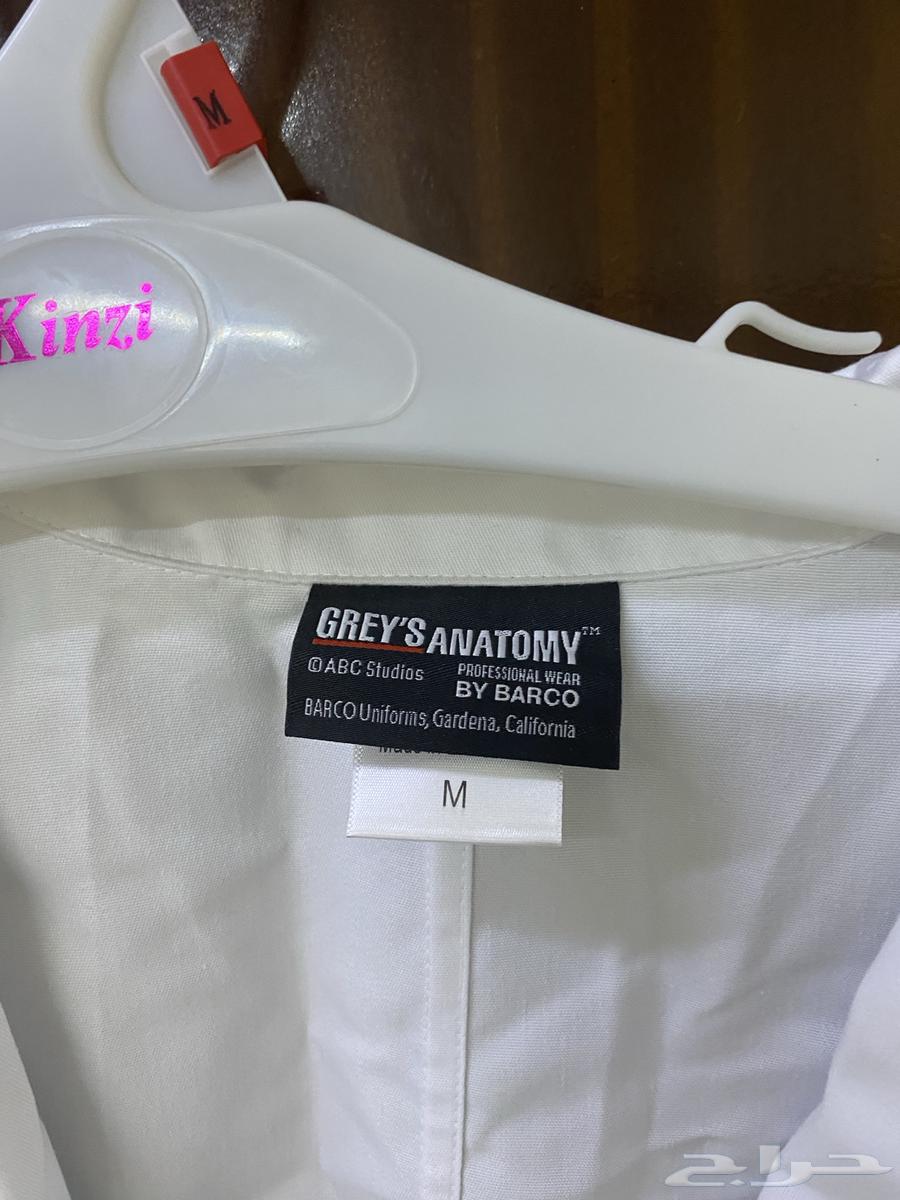 M
Kinzi
GREY'S ANATOMY™
©ABC Studios PROFESSIONAL WEAR
BY BARCO
BARCO Uniforms, Gardena, California
M
حراج